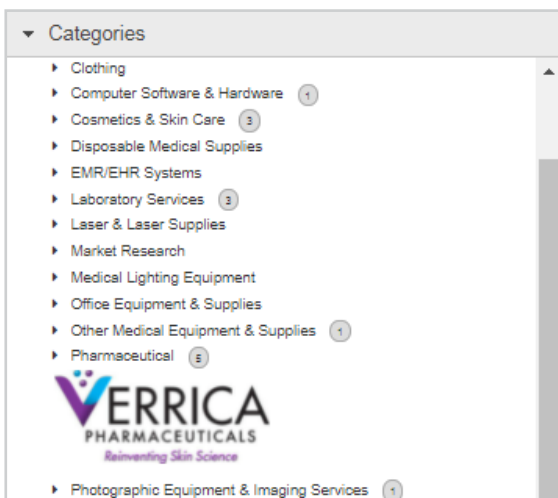 Categories
Clothing
Computer Software & Hardware 1
Cosmetics & Skin Care 3
Disposable Medical Supplies
EMR/EHR Systems
Laboratory Services 3
Laser & Laser Supplies
Market Research
Medical Lighting Equipment
Office Equipment & Supplies
Other Medical Equipment & Supplies 1
Pharmaceutical 5
VERRICA
PHARMACEUTICALS
Reinventing Skin Science
Photographic Equipment & Imaging Services 1